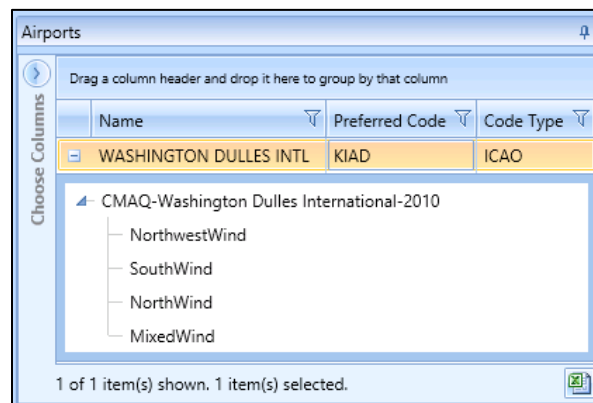 Airports
Choose Columns
Drag a column header and drop it here to group by that column
Name Preferred Code Code Type
WASHINGTON DULLES INTL KIAD ICAO
CMAQ-Washington Dulles International-2010
NorthwestWind
SouthWind
NorthWind
MixedWind
1 of 1 item(s) shown. 1 item(s) selected.